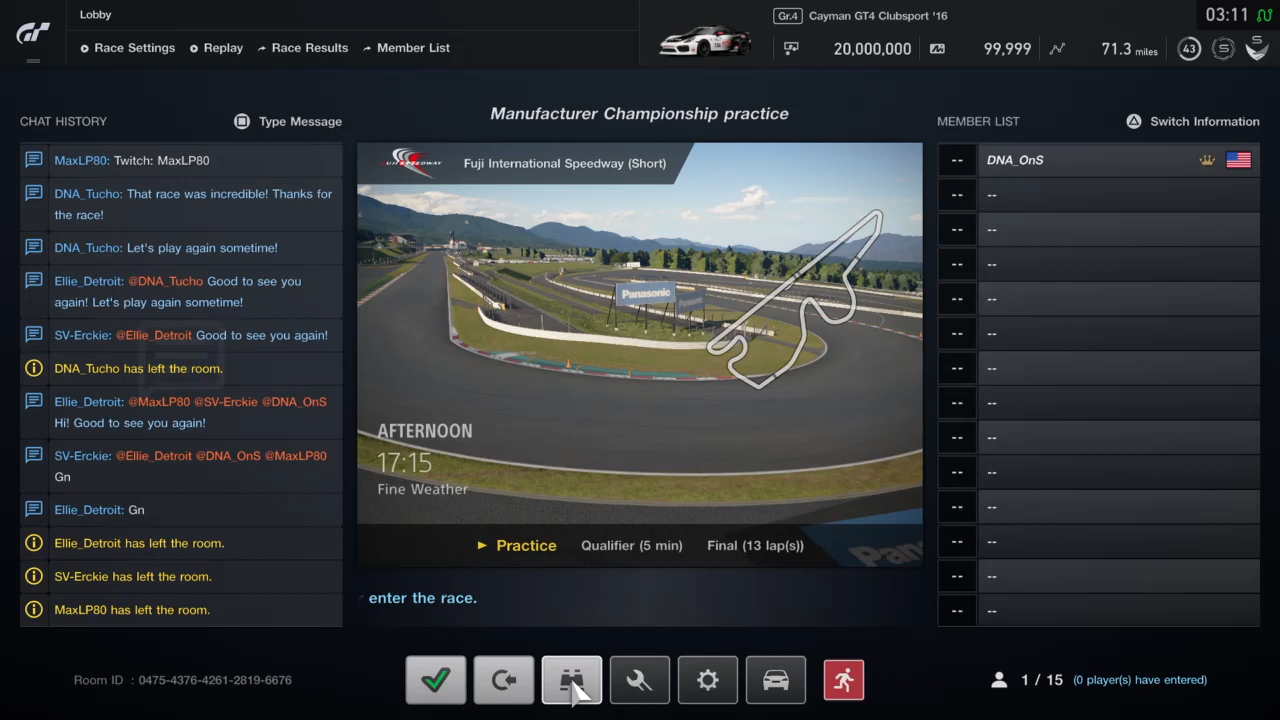 Lobby
Race Settings
Replay
Race Results
Member List
Gr.4
Cayman GT4 Clubsport '16
20,000,000
99,999
71.3 miles
03:11
43
S
S
CHAT HISTORY
Type Message
MaxLP80: Twitch: MaxLP80
DNA_Tucho: That race was incredible! Thanks for
the race!
DNA_Tucho: Let's play again sometime!
Ellie_Detroit: @DNA_Tucho Good to see you
again! Let's play again sometime!
SV-Erckie: @Ellie_Detroit Good to see you again!
DNA_Tucho has left the room.
Ellie_Detroit: @MaxLP80 @SV-Erckie @DNA_OnS
Hi! Good to see you again!
SV-Erckie: @Ellie_Detroit @DNA_OnS @MaxLP80
Gn
Ellie_Detroit: Gn
Ellie_Detroit has left the room.
SV-Erckie has left the room.
MaxLP80 has left the room.
Manufacturer Championship practice
FUJI SPEEDWAY
Fuji International Speedway (Short)
Panasonic
AFTERNOON
17:15
Fine Weather
Practice
Qualifier (5 min)
Final (13 lap(s))
enter the race.
MEMBER LIST
Switch Information
-- DNA_OnS
-- --
-- --
-- --
-- --
-- --
-- --
-- --
-- --
-- --
-- --
-- --
-- --
-- --
Room ID : 0475-4376-4261-2819-6676
1 / 15
(0 player(s) have entered)